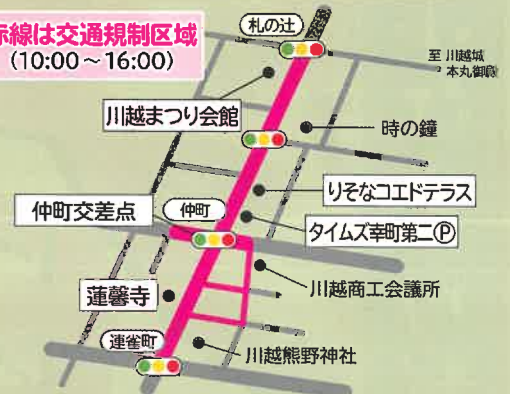 赤線は交通規制区域
(10:00～16:00)
札の辻
至 川越城
本丸御殿
川越まつり会館
時の鐘
りそなコエドテラス
仲町交差点
仲町
タイムズ幸町第二Ⓟ
川越商工会議所
蓮馨寺
連雀町
川越熊野神社